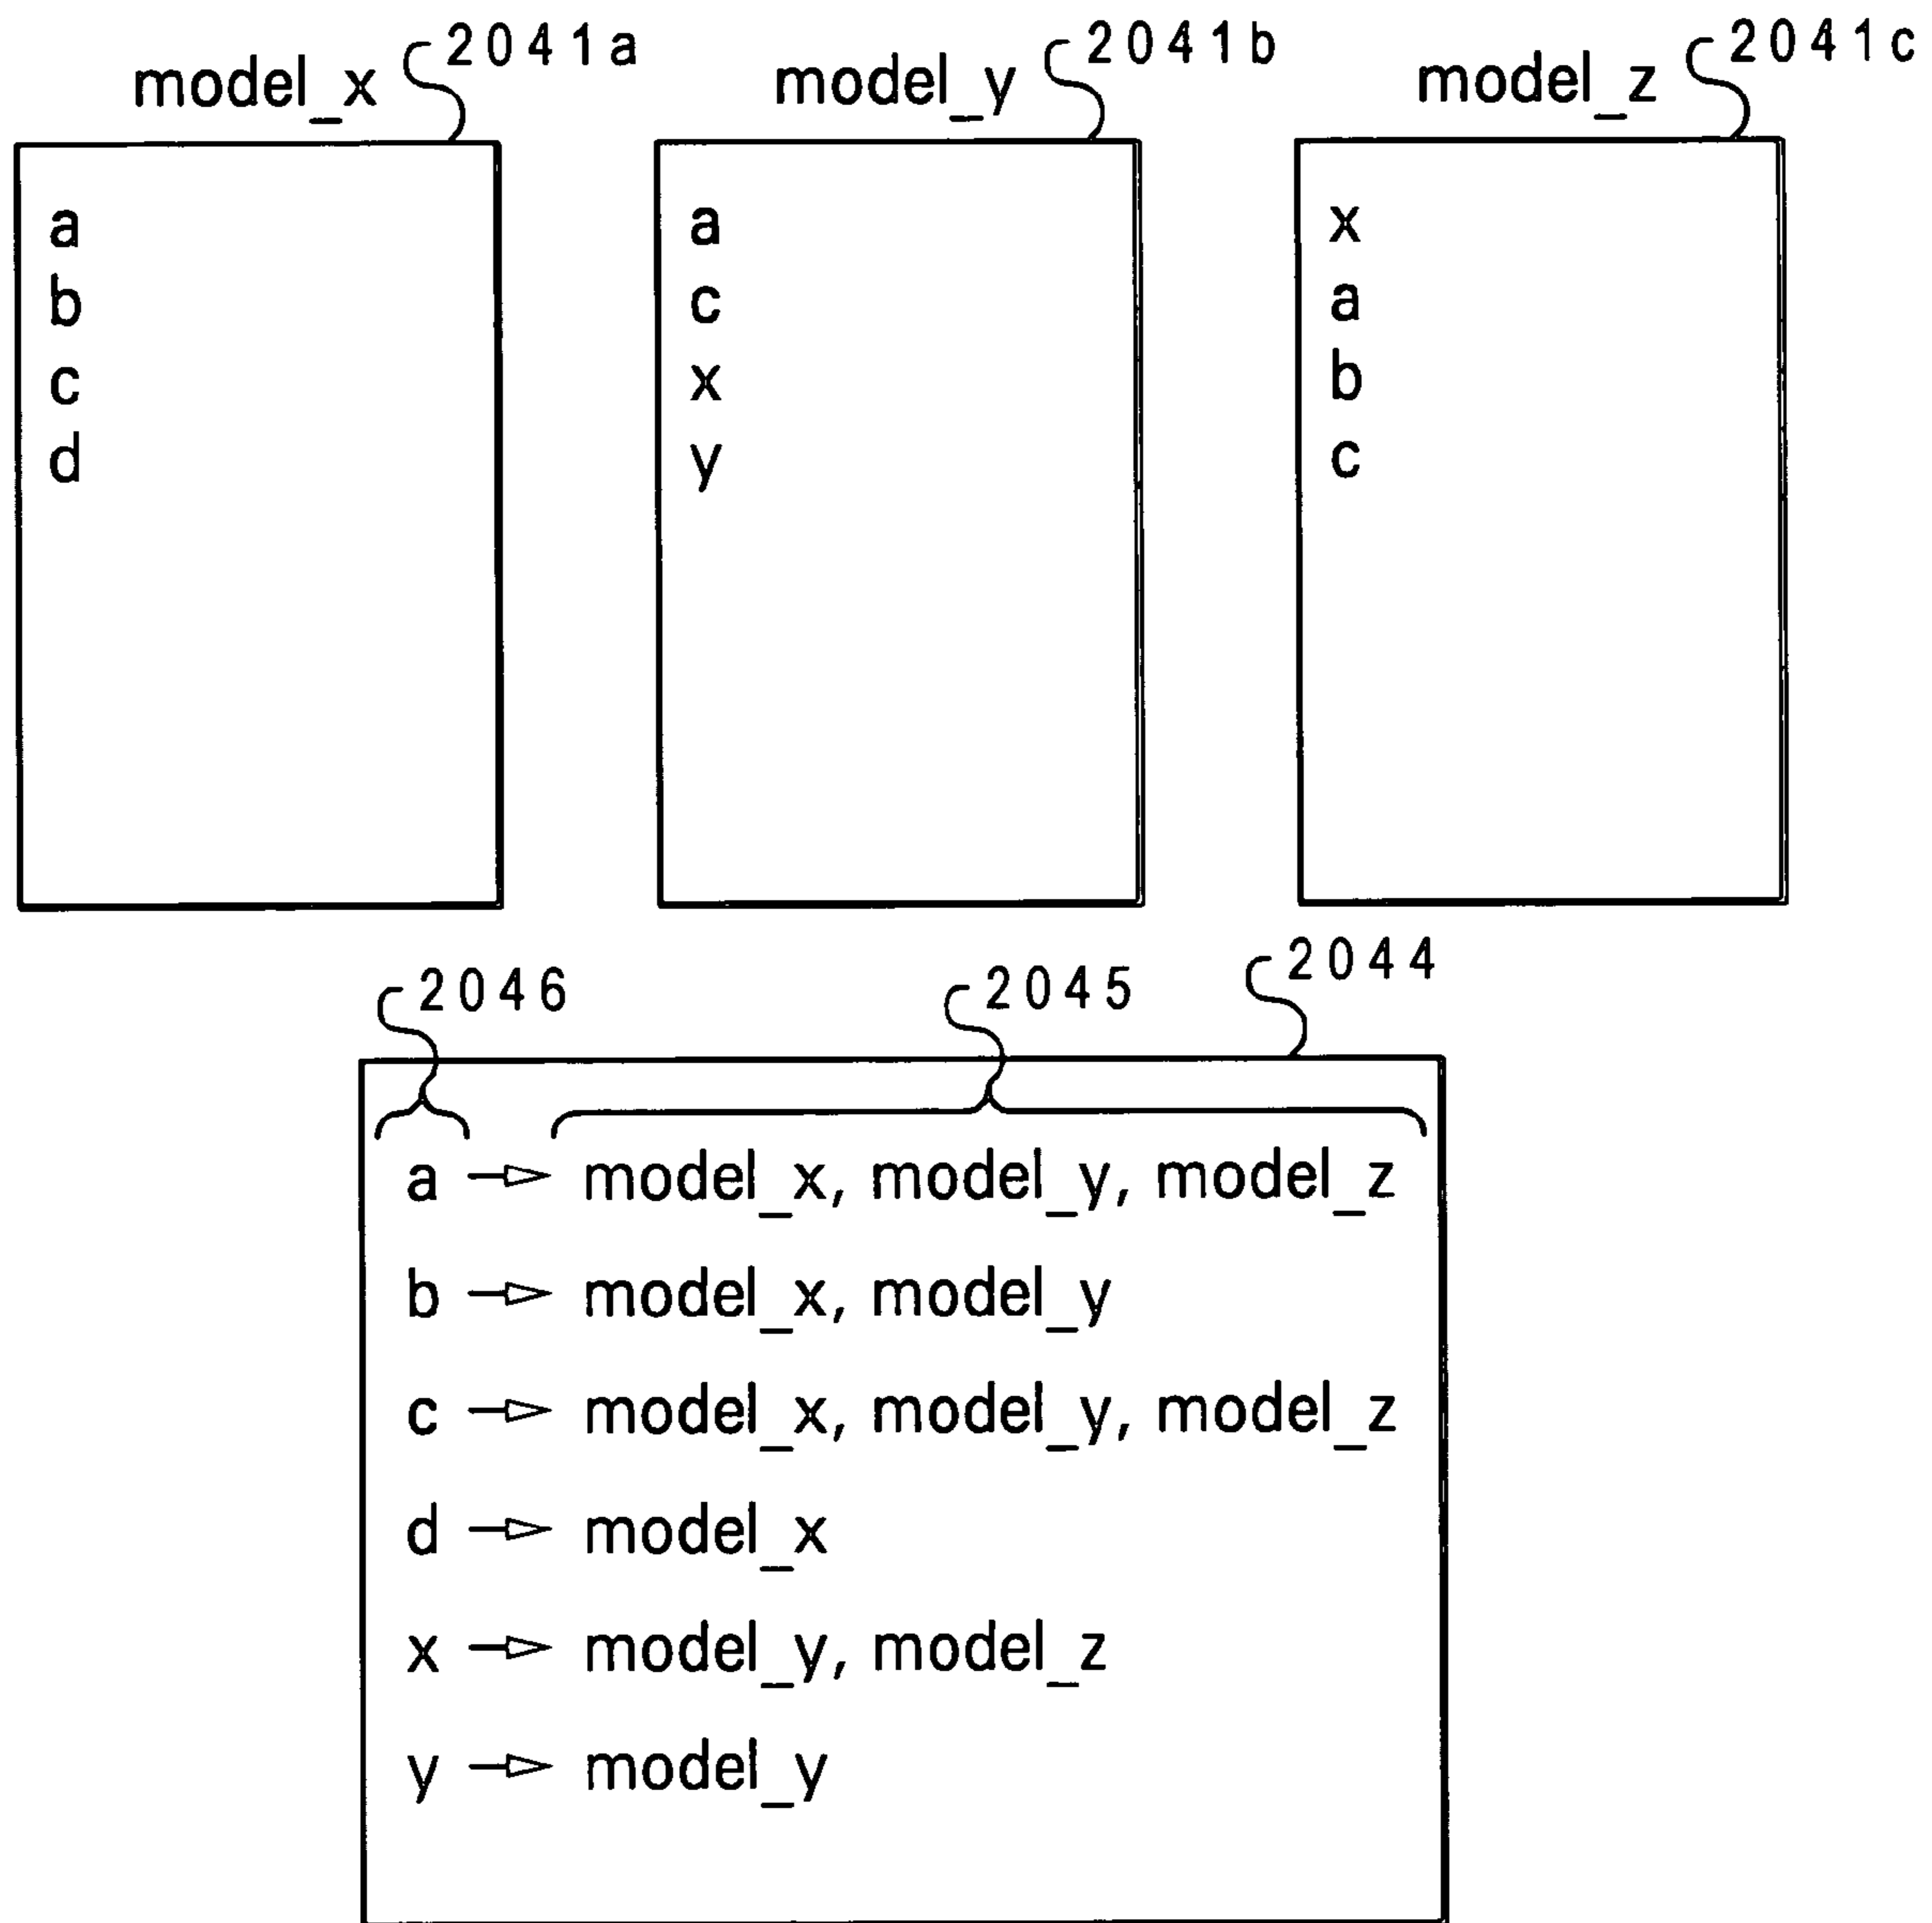 model_x 2041a
a
b
c
d
model_y 2041b
a
c
x
y
model_z 2041c
x
a
b
c
2046 2045 2044
a → model_x, model_y, model_z
b → model_x, model_y
c → model_x, model_y, model_z
d → model_x
x → model_y, model_z
y → model_y